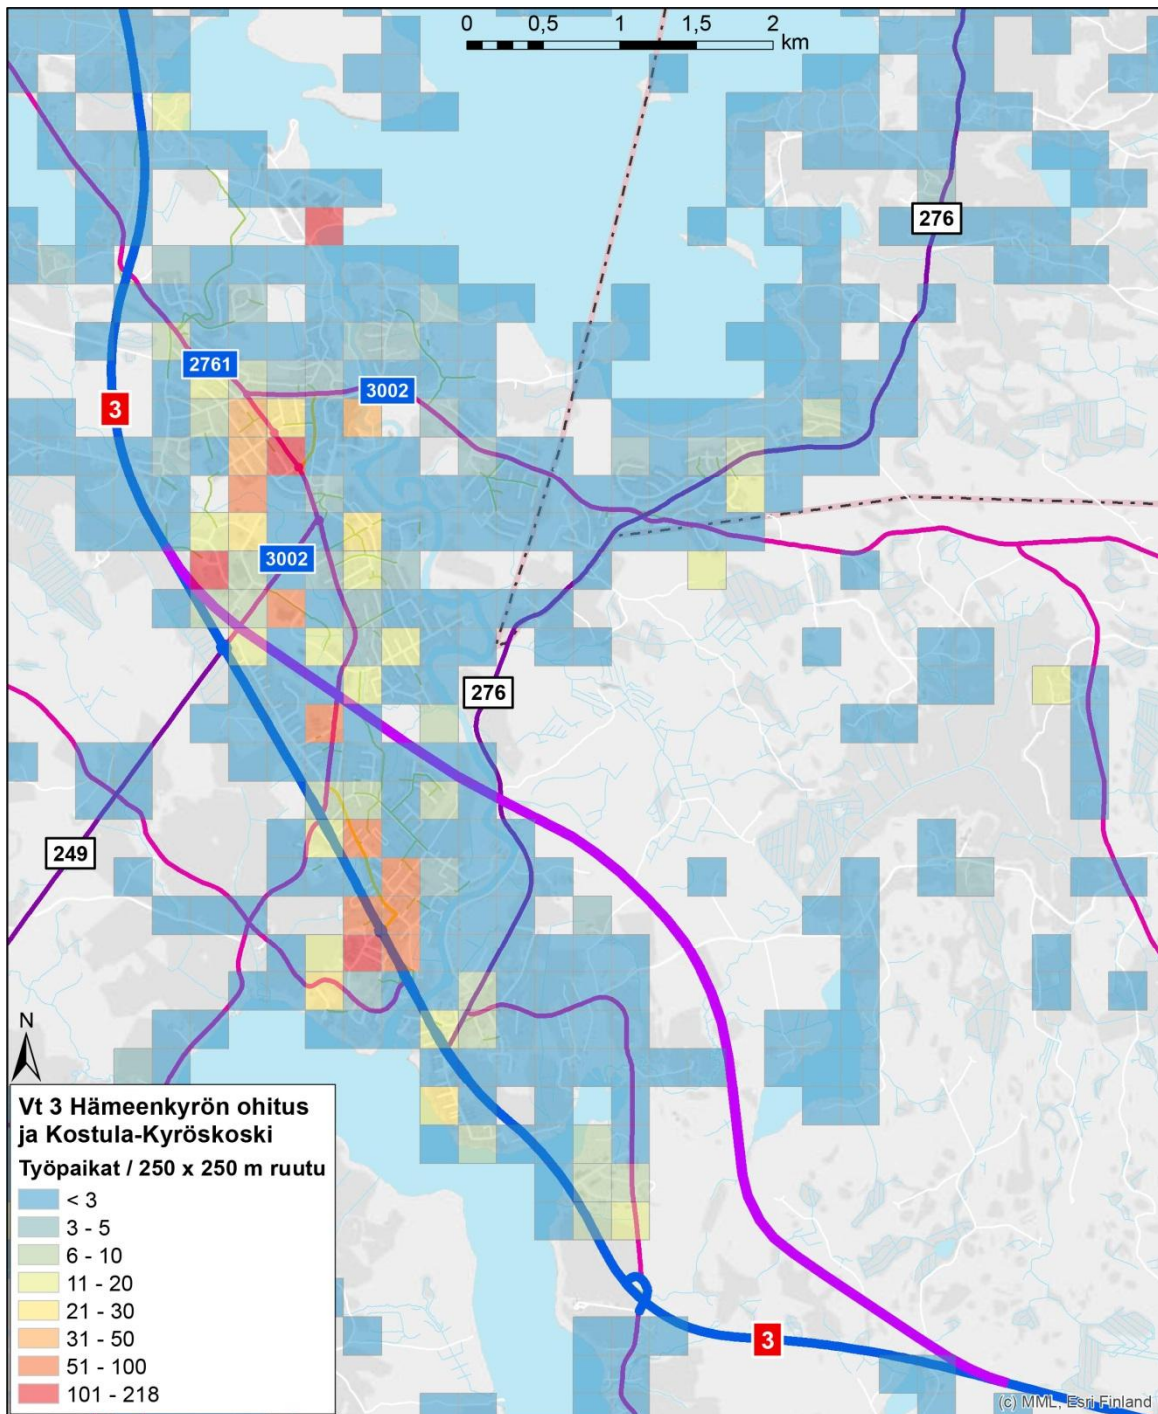 0 0,5 1 2
km
276
2761
3002
3
3002
276
249
N
Vt 3 Hämeenkyrön ohitus
ja Kostula-Kyröskoski
Työpaikat / 250 x 250 m ruutu
< 3
3 - 5
6 - 10
11 - 20
21 - 30
31 - 50
51 - 100
101 - 218
3
(c) MML, Esri Finland